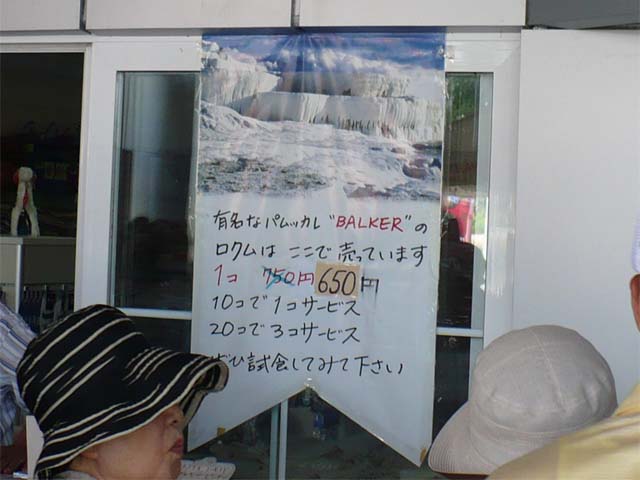 有名なパムッカレ"BALKER"の
ロクムは ここで 売っています
1コ 750円 650円
10コで1コサービス
20コで3コサービス
ぜひ試食してみて下さい